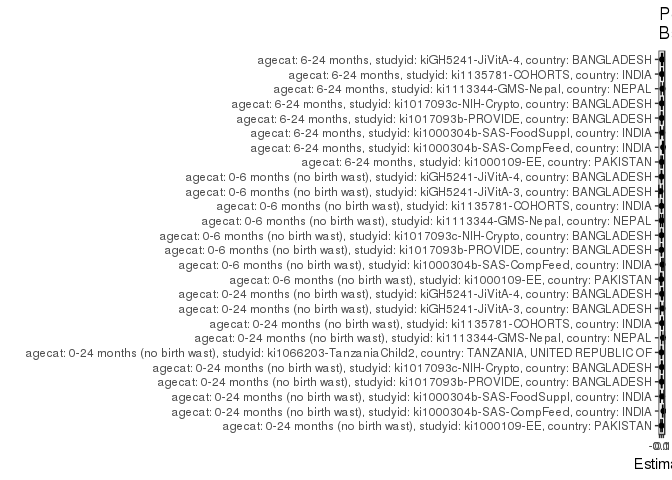 P
B
agecat: 6-24 months, studyid: kiGH5241-JiVitA-4, country: BANGLADESH
agecat: 6-24 months, studyid: ki1135781-COHORTS, country: INDIA
agecat: 6-24 months, studyid: ki1113344-GMS-Nepal, country: NEPAL
agecat: 6-24 months, studyid: ki1017093c-NIH-Crypto, country: BANGLADESH
agecat: 6-24 months, studyid: ki1017093b-PROVIDE, country: BANGLADESH
agecat: 6-24 months, studyid: ki1000304b-SAS-FoodSuppl, country: INDIA
agecat: 6-24 months, studyid: ki1000304b-SAS-CompFeed, country: INDIA
agecat: 6-24 months, studyid: ki1000109-EE, country: PAKISTAN
agecat: 0-6 months (no birth wast), studyid: kiGH5241-JiVitA-4, country: BANGLADESH
agecat: 0-6 months (no birth wast), studyid: kiGH5241-JiVitA-3, country: BANGLADESH
agecat: 0-6 months (no birth wast), studyid: ki1135781-COHORTS, country: INDIA
agecat: 0-6 months (no birth wast), studyid: ki1113344-GMS-Nepal, country: NEPAL
agecat: 0-6 months (no birth wast), studyid: ki1017093c-NIH-Crypto, country: BANGLADESH
agecat: 0-6 months (no birth wast), studyid: ki1017093b-PROVIDE, country: BANGLADESH
agecat: 0-6 months (no birth wast), studyid: ki1000304b-SAS-CompFeed, country: INDIA
agecat: 0-6 months (no birth wast), studyid: ki1000109-EE, country: PAKISTAN
agecat: 0-24 months (no birth wast), studyid: kiGH5241-JiVitA-4, country: BANGLADESH
agecat: 0-24 months (no birth wast), studyid: kiGH5241-JiVitA-3, country: BANGLADESH
agecat: 0-24 months (no birth wast), studyid: ki1135781-COHORTS, country: INDIA
agecat: 0-24 months (no birth wast), studyid: ki1113344-GMS-Nepal, country: NEPAL
agecat: 0-24 months (no birth wast), studyid: ki1066203-TanzaniaChild2, country: TANZANIA, UNITED REPUBLIC OF
agecat: 0-24 months (no birth wast), studyid: ki1017093c-NIH-Crypto, country: BANGLADESH
agecat: 0-24 months (no birth wast), studyid: ki1017093b-PROVIDE, country: BANGLADESH
agecat: 0-24 months (no birth wast), studyid: ki1000304b-SAS-FoodSuppl, country: INDIA
agecat: 0-24 months (no birth wast), studyid: ki1000304b-SAS-CompFeed, country: INDIA
agecat: 0-24 months (no birth wast), studyid: ki1000109-EE, country: PAKISTAN
Estima